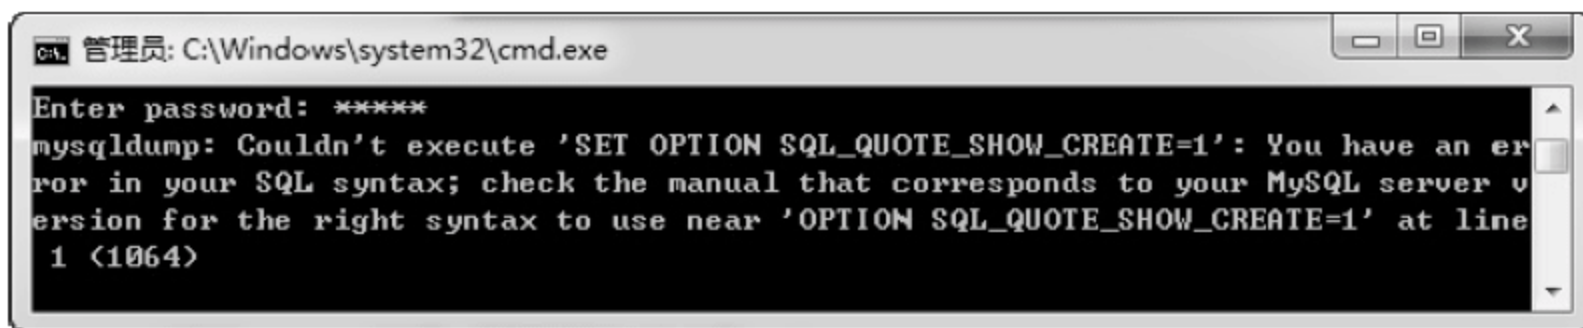 管理员: C:\Windows\system32\cmd.exe
Enter password: *****
mysqldump: Couldn't execute 'SET OPTION SQL_QUOTE_SHOW_CREATE=1': You have an er
ror in your SQL syntax; check the manual that corresponds to your MySQL server v
ersion for the right syntax to use near 'OPTION SQL_QUOTE_SHOW_CREATE=1' at line
 1 (1064)